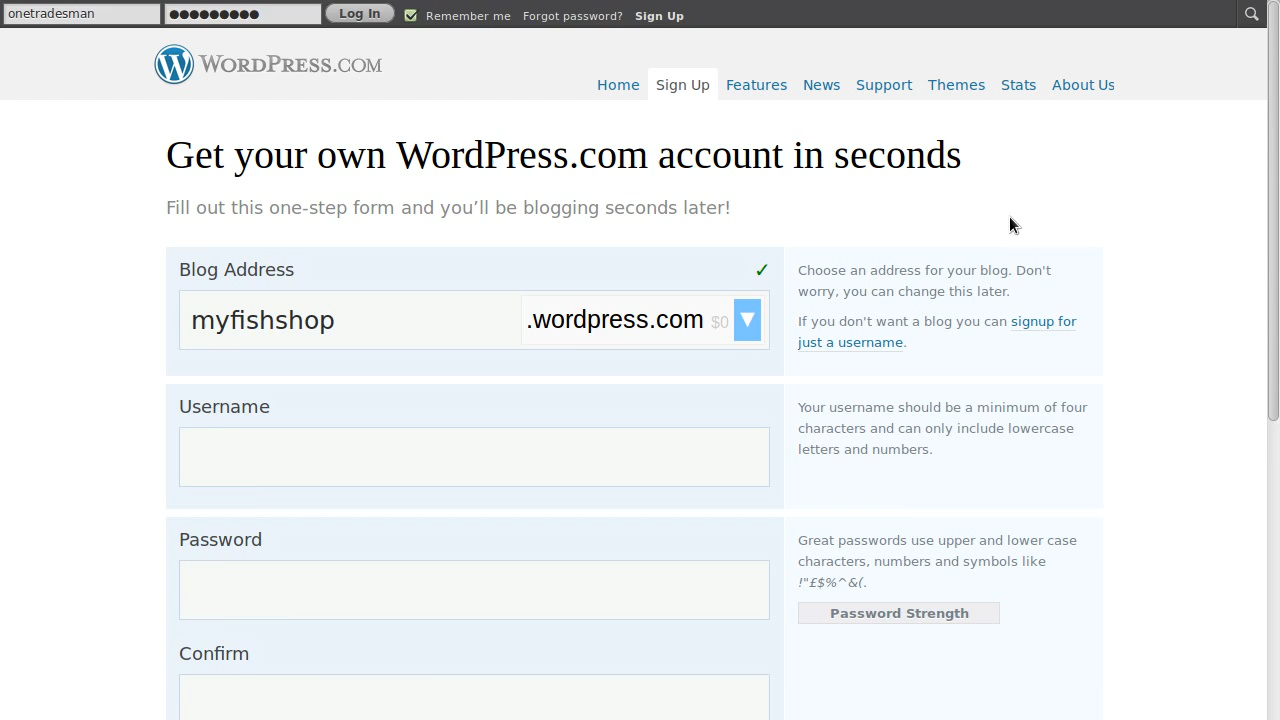 onetradesman ●●●●●●●●● Log In Remember me Forgot password? Sign Up
WORDPRESS.COM
Home Sign Up Features News Support Themes Stats About Us
Get your own WordPress.com account in seconds
Fill out this one-step form and you’ll be blogging seconds later!
Blog Address ✓
myfishshop .wordpress.com $0 ▼
Choose an address for your blog. Don't
worry, you can change this later.
If you don't want a blog you can signup for
just a username.
Username
Your username should be a minimum of four
characters and can only include lowercase
letters and numbers.
Password
Great passwords use upper and lower case
characters, numbers and symbols like
!"£$%^&(.
Password Strength
Confirm